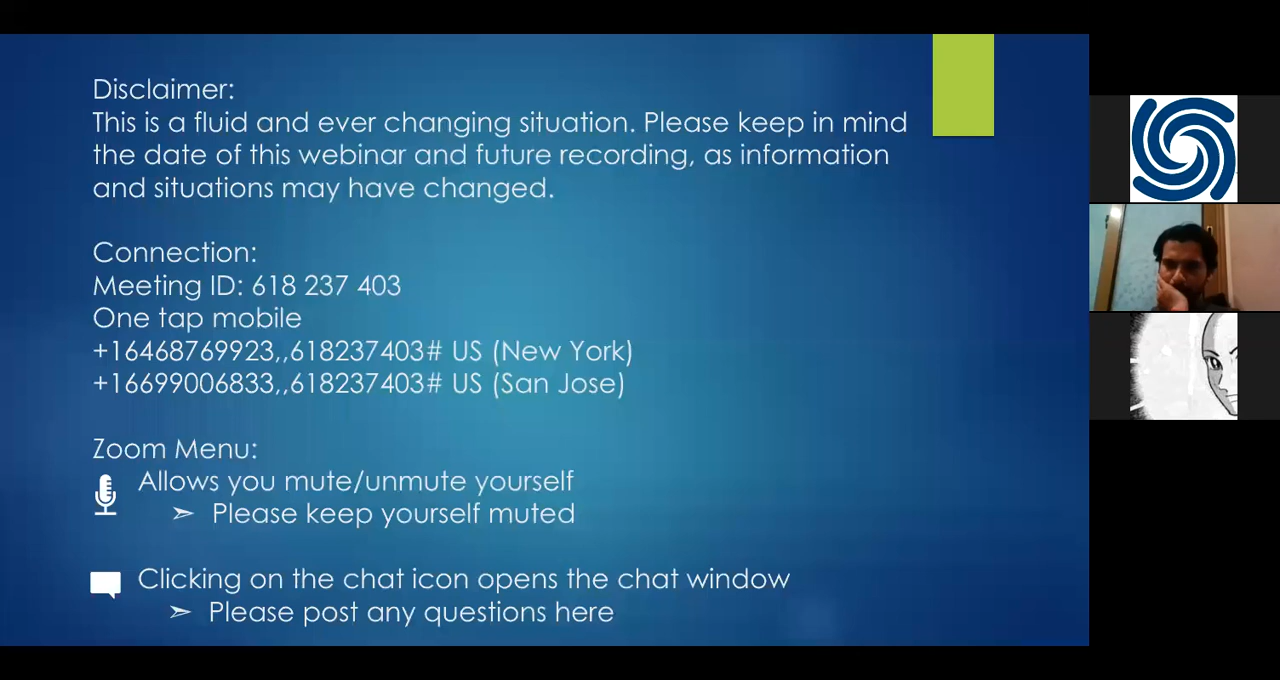 Disclaimer:
This is a fluid and ever changing situation. Please keep in mind
the date of this webinar and future recording, as information
and situations may have changed.
Connection:
Meeting ID: 618 237 403
One tap mobile
+16468769923,,618237403# US (New York)
+16699006833,,618237403# US (San Jose)
Zoom Menu:
Allows you mute/unmute yourself
➣ Please keep yourself muted
Clicking on the chat icon opens the chat window
➣ Please post any questions here